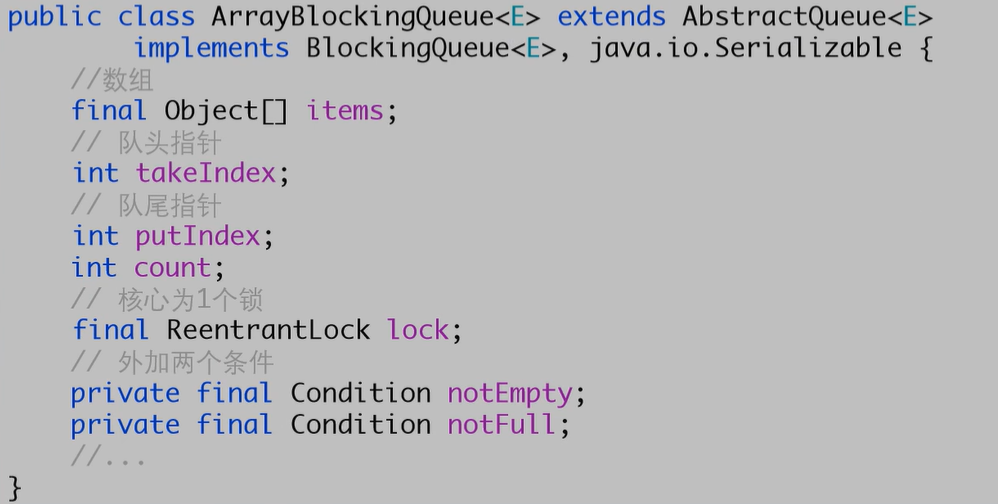 public class ArrayBlockingQueue<E> extends AbstractQueue<E>
        implements BlockingQueue<E>, java.io.Serializable {
    //数组
    final Object[] items;
    // 队头指针
    int takeIndex;
    // 队尾指针
    int putIndex;
    int count;
    // 核心为1个锁
    final ReentrantLock lock;
    // 外加两个条件
    private final Condition notEmpty;
    private final Condition notFull;
    //...
}